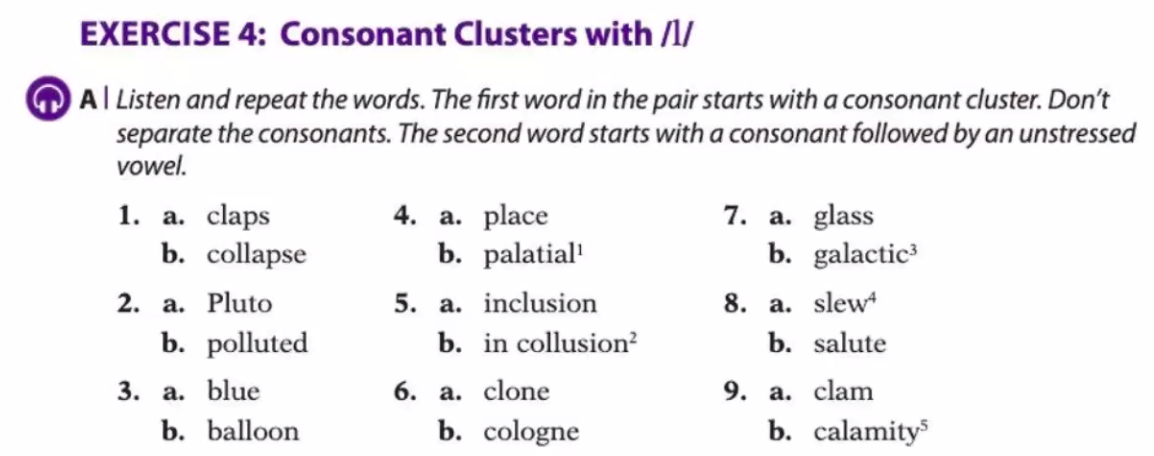 EXERCISE 4: Consonant Clusters with /l/
A | Listen and repeat the words. The first word in the pair starts with a consonant cluster. Don't
separate the consonants. The second word starts with a consonant followed by an unstressed
vowel.
1. a. claps
b. collapse
2. a. Pluto
b. polluted
3. a. blue
b. balloon
4. a. place
b. palatial¹
5. a. inclusion
b. in collusion²
6. a. clone
b. cologne
7. a. glass
b. galactic³
8. a. slew⁴
b. salute
9. a. clam
b. calamity⁵